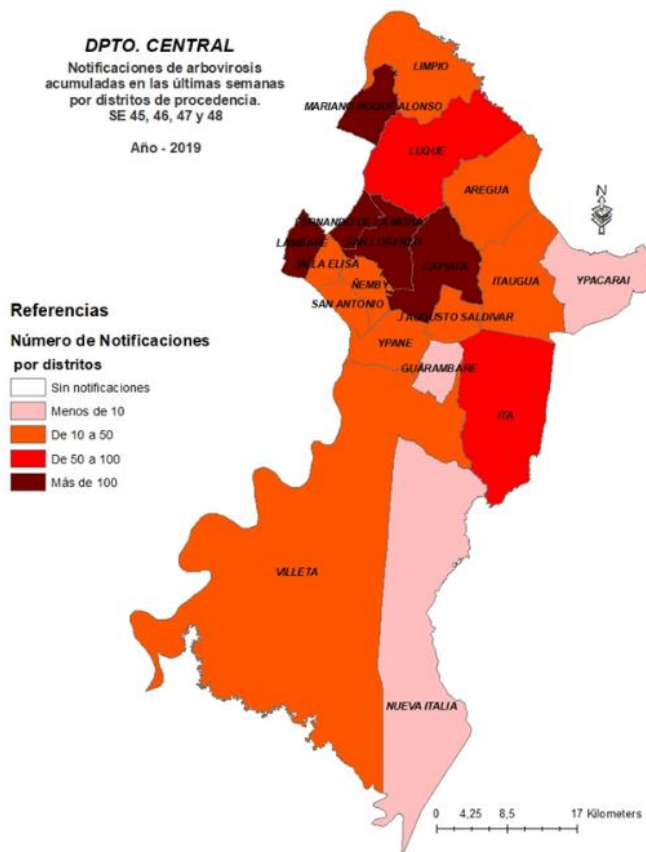 DPTO. CENTRAL
Notificaciones de arbovirosis
acumuladas en las últimas semanas
por distritos de procedencia.
SE 45, 46, 47 y 48
Año - 2019
LIMPIO
MARIANO ROQUE ALONSO
LUQUE
AREGUA
N
FERNANDO DE LA MORA
LAMBARE
SAN LORENZO
CAPIATA
VILLA ELISA
ITAUGUA
YPACARAI
ÑEMBY
SAN ANTONIO
J AUGUSTO SALDIVAR
YPANE
GUARAMBARE
ITA
Referencias
Número de Notificaciones
por distritos
Sin notificaciones
Menos de 10
De 10 a 50
De 50 a 100
Más de 100
VILLETA
NUEVA ITALIA
0 4,25 8,5 17 Kilometers